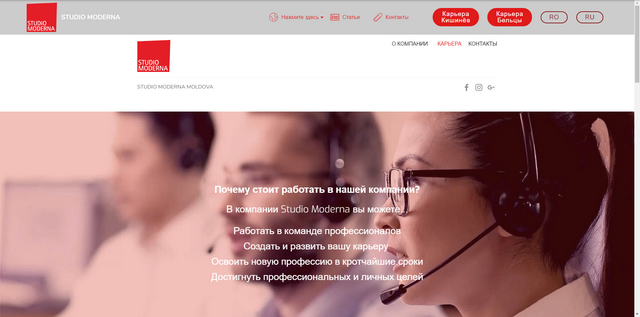 STUDIO MODERNA
STUDIO MODERNA
Нажмите здесь
Статьи
Контакты
Карьера Кишинёв
Карьера Бельцы
RO
RU
STUDIO MODERNA
О КОМПАНИИ
КАРЬЕРА
КОНТАКТЫ
STUDIO MODERNA MOLDOVA
G+
Почему стоит работать в нашей компании?
В компании Studio Moderna вы можете:
Работать в команде профессионалов
Создать и развить вашу карьеру
Освоить новую профессию в кротчайшие сроки
Достигнуть профессиональных и личных целей